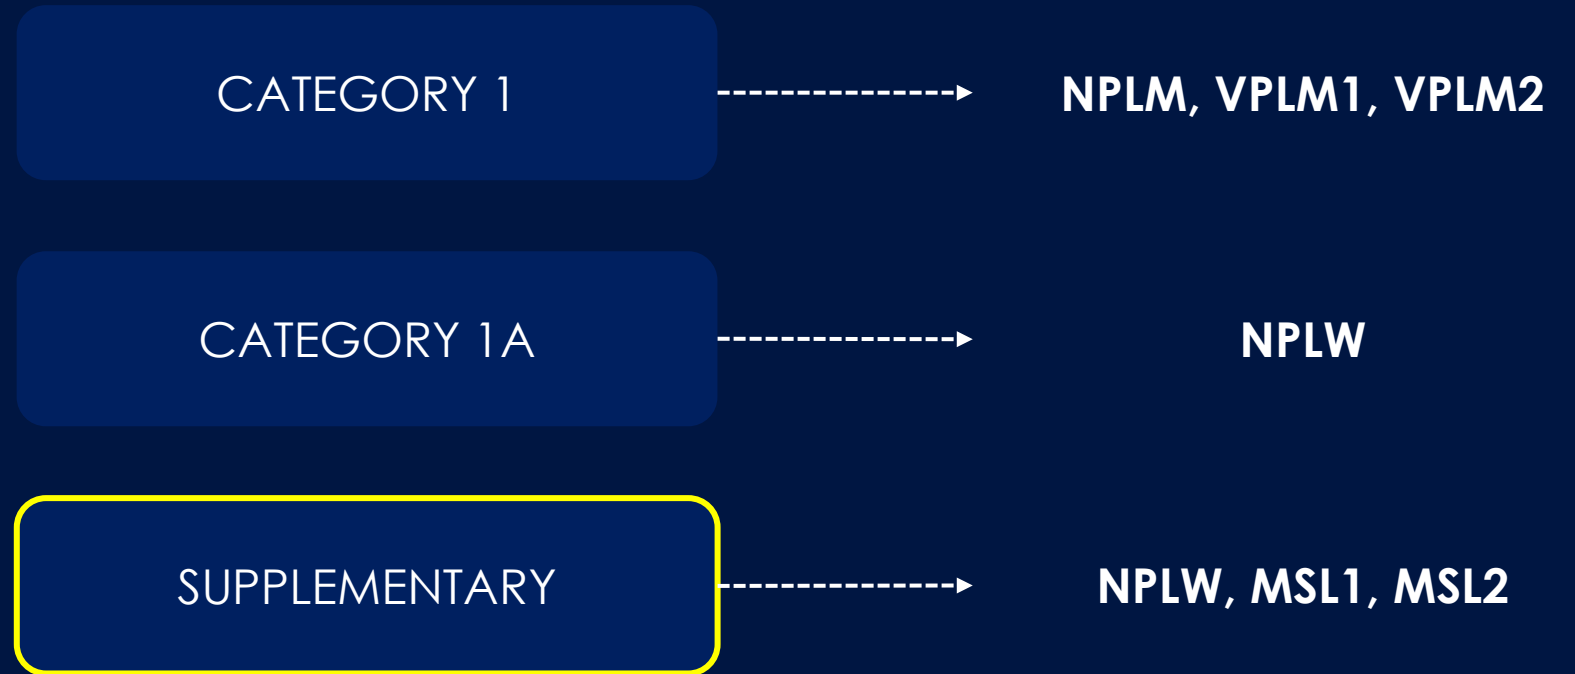 CATEGORY 1
NPLM, VPLM1, VPLM2
CATEGORY 1A
NPLW
SUPPLEMENTARY
NPLW, MSL1, MSL2